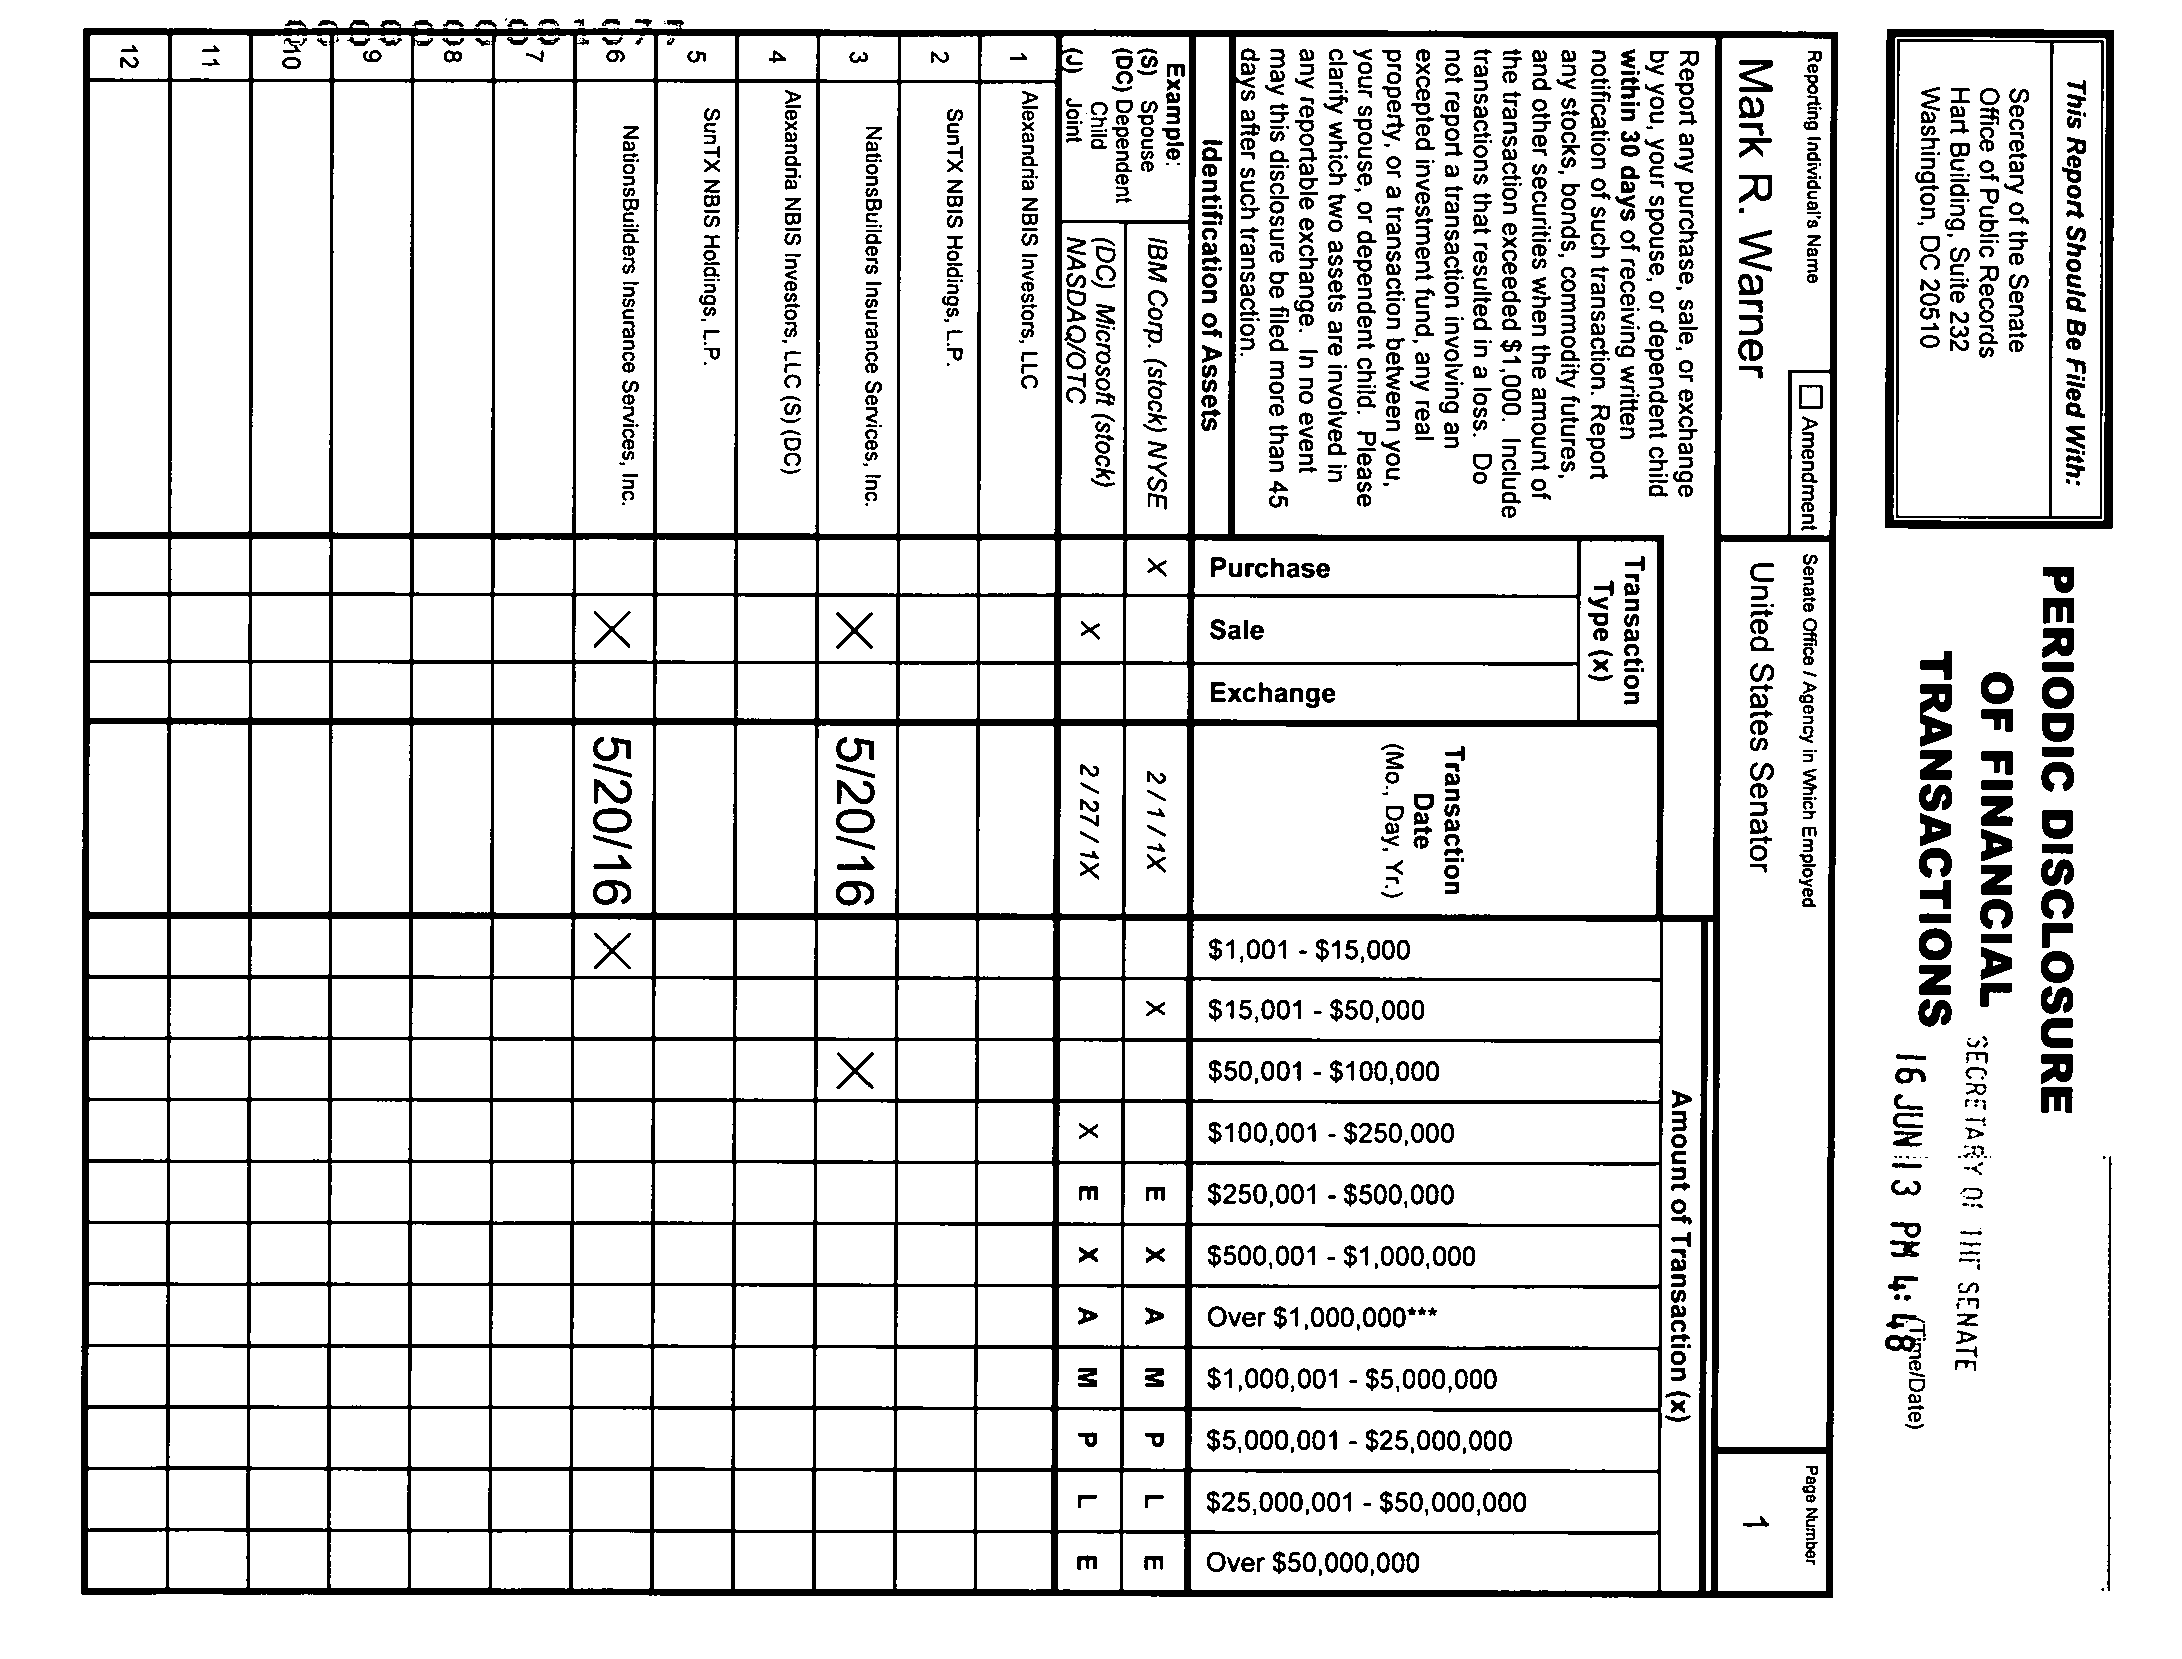 This Report Should Be Filed With:
Secretary of the Senate
Office of Public Records
Hart Building, Suite 232
Washington, DC 20510
PERIODIC DISCLOSURE
OF FINANCIAL
TRANSACTIONS
SECRETARY OF THE SENATE
16 JUN 13 PM 4:48
(Time/Date)
Reporting Individual's Name
Amendment
Senate Office / Agency in Which Employed
Page Number
Mark R. Warner
United States Senator
1
Report any purchase, sale, or exchange
by you, your spouse, or dependent child
within 30 days of receiving written
notification of such transaction. Report
any stocks, bonds, commodity futures,
and other securities when the amount of
the transaction exceeded $1,000. Include
transactions that resulted in a loss. Do
not report a transaction involving an
excepted investment fund, any real
property, or a transaction between you,
your spouse, or dependent child. Please
clarify which two assets are involved in
any reportable exchange. In no event
may this disclosure be filed more than 45
days after such transaction.
Transaction
Type (x)
Transaction
Date
(Mo., Day, Yr.)
Amount of Transaction (x)
Identification of Assets
Purchase
Sale
Exchange
$1,001 - $15,000
$15,001 - $50,000
$50,001 - $100,000
$100,001 - $250,000
$250,001 - $500,000
$500,001 - $1,000,000
Over $1,000,000***
$1,000,001 - $5,000,000
$5,000,001 - $25,000,000
$25,000,001 - $50,000,000
Over $50,000,000
Example:
(S) Spouse
(DC) Dependent
Child
(J) Joint
IBM Corp. (stock) NYSE X 2 / 1 / 1X X E X A M P L E
(DC) Microsoft (stock)
NASDAQ/OTC X 2 / 27 / 1X X E X A M P L E
1 Alexandria NBIS Investors, LLC
2 SunTX NBIS Holdings, L.P.
3 NationsBuilders Insurance Services, Inc. X 5/20/16 X
4 Alexandria NBIS Investors, LLC (S) (DC)
5 SunTX NBIS Holdings, L.P.
6 NationsBuilders Insurance Services, Inc. X 5/20/16 X
7
8
9
10
11
12